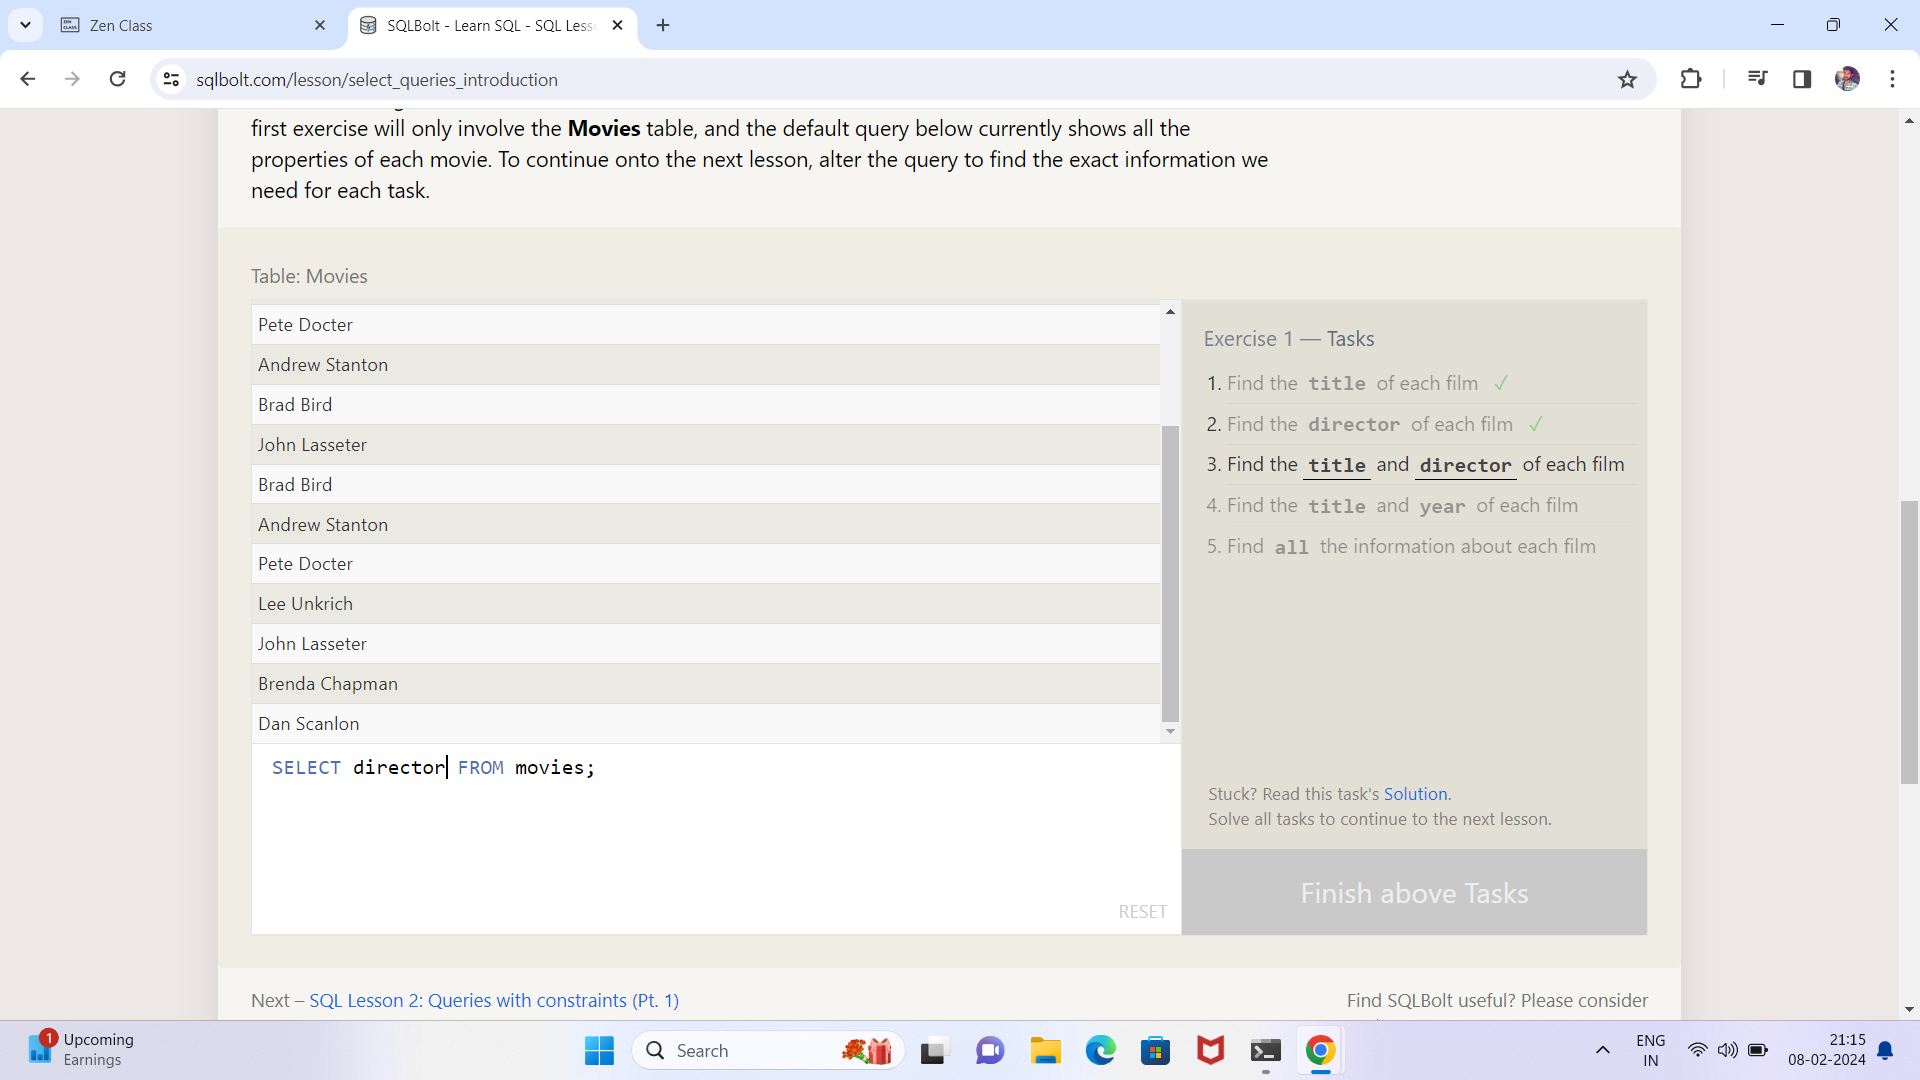 Zen Class
SQLBolt - Learn SQL - SQL Less
sqlbolt.com/lesson/select_queries_introduction
first exercise will only involve the Movies table, and the default query below currently shows all the
properties of each movie. To continue onto the next lesson, alter the query to find the exact information we
need for each task.
Table: Movies
Pete Docter
Andrew Stanton
Brad Bird
John Lasseter
Brad Bird
Andrew Stanton
Pete Docter
Lee Unkrich
John Lasseter
Brenda Chapman
Dan Scanlon
SELECT director FROM movies;
RESET
Exercise 1 — Tasks
1. Find the title of each film ✓
2. Find the director of each film ✓
3. Find the title and director of each film
4. Find the title and year of each film
5. Find all the information about each film
Stuck? Read this task's Solution.
Solve all tasks to continue to the next lesson.
Finish above Tasks
Next – SQL Lesson 2: Queries with constraints (Pt. 1)
Find SQLBolt useful? Please consider
1
Upcoming
Earnings
Search
ENG
IN
21:15
08-02-2024